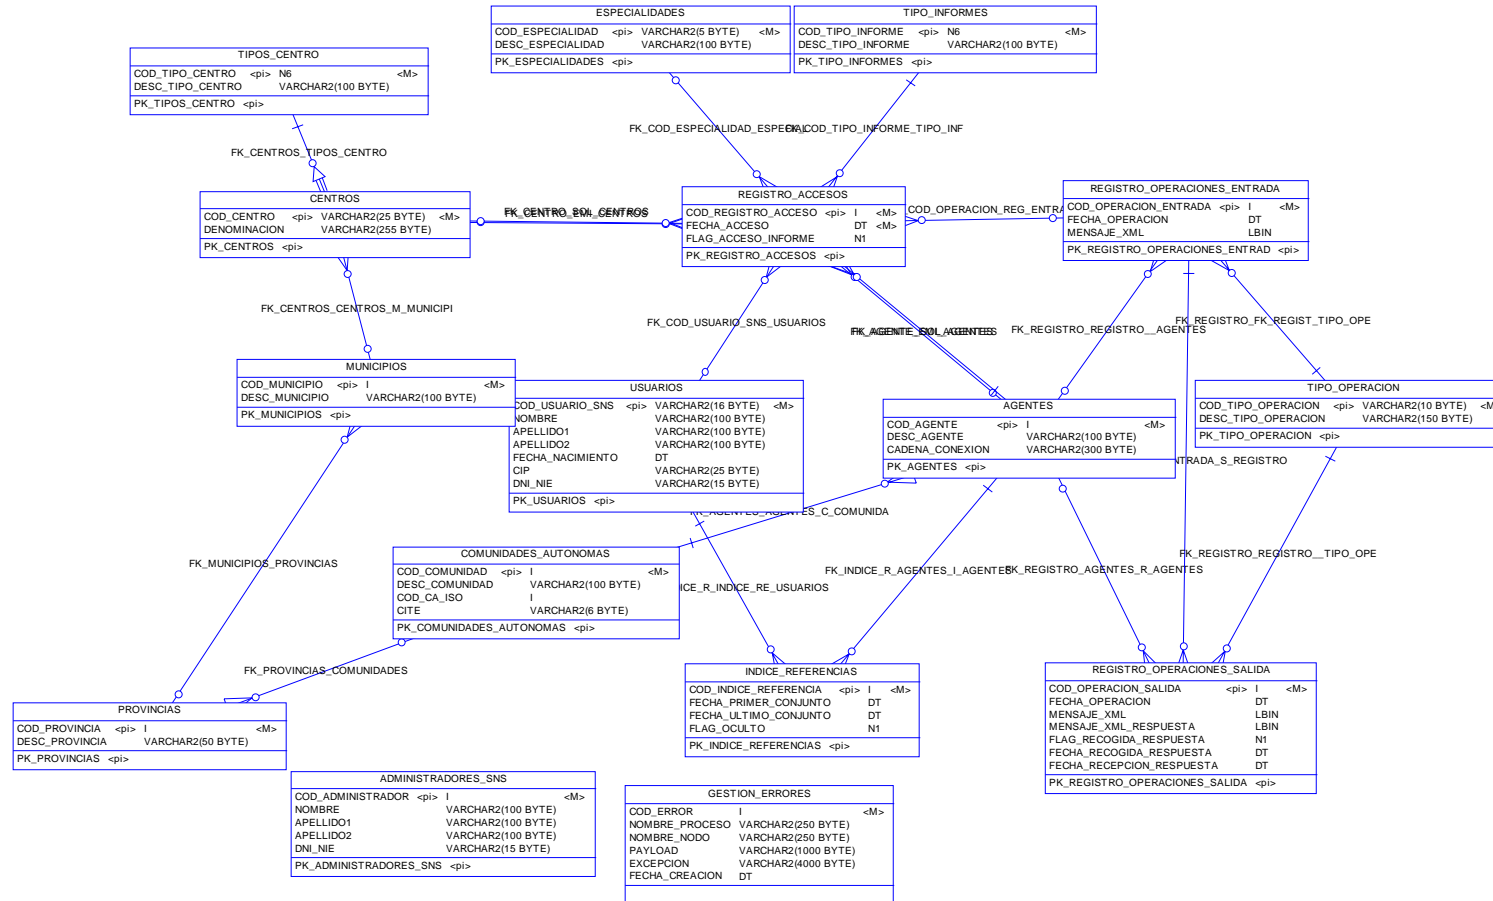 ESPECIALIDADES
COD_ESPECIALIDAD <pi> VARCHAR2(5 BYTE) <M>
DESC_ESPECIALIDAD VARCHAR2(100 BYTE)
PK_ESPECIALIDADES <pi>
TIPO_INFORMES
COD_TIPO_INFORME <pi> N6 <M>
DESC_TIPO_INFORME VARCHAR2(100 BYTE)
PK_TIPO_INFORMES <pi>
TIPOS_CENTRO
COD_TIPO_CENTRO <pi> N6 <M>
DESC_TIPO_CENTRO VARCHAR2(100 BYTE)
PK_TIPOS_CENTRO <pi>
COD_TIPO_INFORME_TIPO_INF
FK_CENTROS_TIPOS_CENTRO
CENTROS
COD_CENTRO <pi> VARCHAR2(25 BYTE) <M>
DENOMINACION VARCHAR2(255 BYTE)
PK_CENTROS <pi>
REGISTRO_ACCESOS
COD_REGISTRO_ACCESO <pi> I <M>
FECHA_ACCESO DT <M>
FLAG_ACCESO_INFORME N1
PK_REGISTRO_ACCESOS <pi>
COD_OPERACION_REG_ENTRA
REGISTRO_OPERACIONES_ENTRADA
COD_OPERACION_ENTRADA <pi> I <M>
FECHA_OPERACION DT
MENSAJE_XML LBIN
PK_REGISTRO_OPERACIONES_ENTRAD <pi>
FK_CENTROS_CENTROS_M_MUNICIPI
FK_COD_USUARIO_SNS_USUARIOS
FK_REGISTRO_REGISTRO__AGENTES
FK_REGISTRO_FK_REGIST_TIPO_OPE
MUNICIPIOS
COD_MUNICIPIO <pi> I <M>
DESC_MUNICIPIO VARCHAR2(100 BYTE)
PK_MUNICIPIOS <pi>
USUARIOS
COD_USUARIO_SNS <pi> VARCHAR2(16 BYTE) <M>
NOMBRE VARCHAR2(100 BYTE)
APELLIDO1 VARCHAR2(100 BYTE)
APELLIDO2 VARCHAR2(100 BYTE)
FECHA_NACIMIENTO DT
CIP VARCHAR2(25 BYTE)
DNI_NIE VARCHAR2(15 BYTE)
PK_USUARIOS <pi>
AGENTES
COD_AGENTE <pi> I <M>
DESC_AGENTE VARCHAR2(100 BYTE)
CADENA_CONEXION VARCHAR2(300 BYTE)
PK_AGENTES <pi>
TIPO_OPERACION
COD_TIPO_OPERACION <pi> VARCHAR2(10 BYTE)
DESC_TIPO_OPERACION VARCHAR2(150 BYTE)
PK_TIPO_OPERACION <pi>
NTRADA_S_REGISTRO
_AGENTES_AGENTES_C_COMUNIDA
FK_MUNICIPIOS_PROVINCIAS
COMUNIDADES_AUTONOMAS
COD_COMUNIDAD <pi> I <M>
DESC_COMUNIDAD VARCHAR2(100 BYTE)
COD_CA_ISO I
CITE VARCHAR2(6 BYTE)
PK_COMUNIDADES_AUTONOMAS <pi>
ICE_R_INDICE_RE_USUARIOS
FK_INDICE_R_AGENTES_I_AGENTES
FK_REGISTRO_AGENTES_R_AGENTES
FK_REGISTRO_REGISTRO__TIPO_OPE
FK_PROVINCIAS_COMUNIDADES
PROVINCIAS
COD_PROVINCIA <pi> I <M>
DESC_PROVINCIA VARCHAR2(50 BYTE)
PK_PROVINCIAS <pi>
INDICE_REFERENCIAS
COD_INDICE_REFERENCIA <pi> I <M>
FECHA_PRIMER_CONJUNTO DT
FECHA_ULTIMO_CONJUNTO DT
FLAG_OCULTO N1
PK_INDICE_REFERENCIAS <pi>
REGISTRO_OPERACIONES_SALIDA
COD_OPERACION_SALIDA <pi> I <M>
FECHA_OPERACION DT
MENSAJE_XML LBIN
MENSAJE_XML_RESPUESTA LBIN
FLAG_RECOGIDA_RESPUESTA N1
FECHA_RECOGIDA_RESPUESTA DT
FECHA_RECEPCION_RESPUESTA DT
PK_REGISTRO_OPERACIONES_SALIDA <pi>
ADMINISTRADORES_SNS
COD_ADMINISTRADOR <pi> I <M>
NOMBRE VARCHAR2(100 BYTE)
APELLIDO1 VARCHAR2(100 BYTE)
APELLIDO2 VARCHAR2(100 BYTE)
DNI_NIE VARCHAR2(15 BYTE)
PK_ADMINISTRADORES_SNS <pi>
GESTION_ERRORES
COD_ERROR I <M>
NOMBRE_PROCESO VARCHAR2(250 BYTE)
NOMBRE_NODO VARCHAR2(250 BYTE)
PAYLOAD VARCHAR2(1000 BYTE)
EXCEPCION VARCHAR2(4000 BYTE)
FECHA_CREACION DT